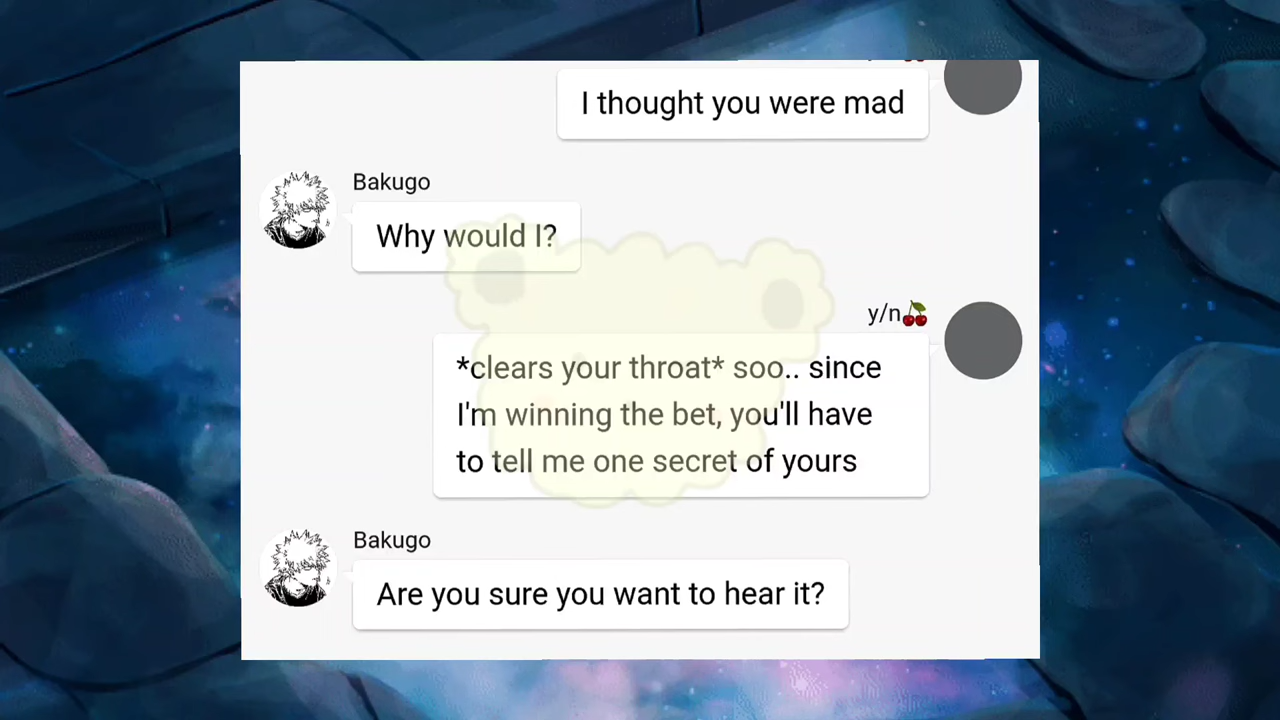 I thought you were mad
Bakugo
Why would I?
y/n🍒
*clears your throat* soo.. since
I'm winning the bet, you'll have
to tell me one secret of yours
Bakugo
Are you sure you want to hear it?